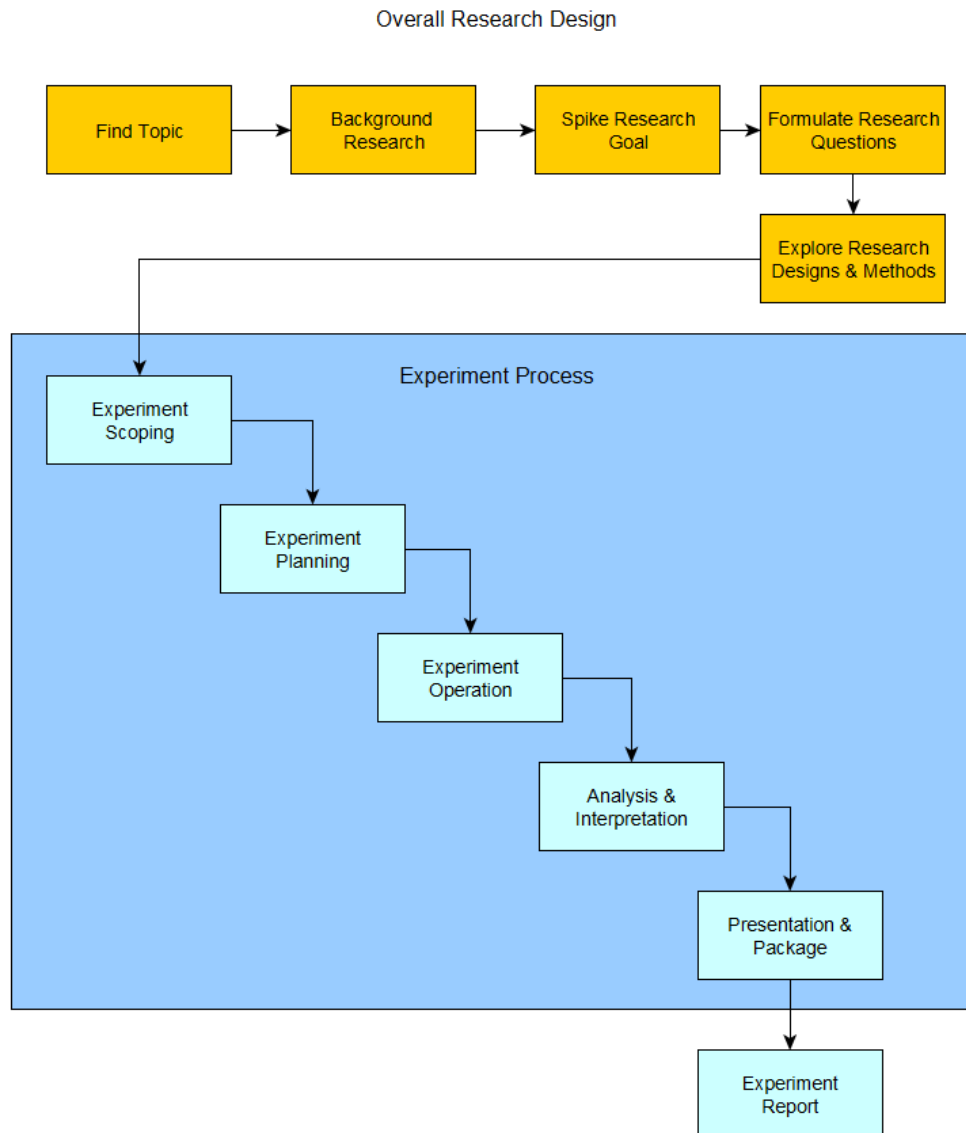 Overall Research Design
Find Topic
Background
Research
Spike Research
Goal
Formulate Research
Questions
Explore Research
Designs & Methods
Experiment Process
Experiment
Scoping
Experiment
Planning
Experiment
Operation
Analysis &
Interpretation
Presentation &
Package
Experiment
Report